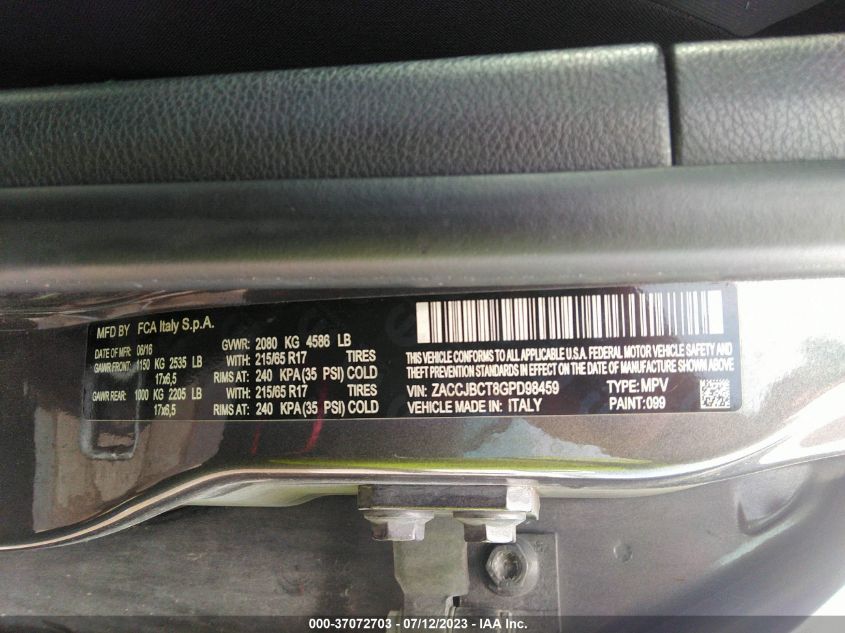 MFD BY FCA Italy S.p.A.
DATE OF MFR: 06/16 GVWR: 2080 KG 4586 LB
GAWR FRONT: 1150 KG 2535 LB WITH: 215/65 R17 TIRES
17x6,5 RIMS AT: 240 KPA(35 PSI) COLD
GAWR REAR: 1000 KG 2205 LB WITH: 215/65 R17 TIRES
17x6,5 RIMS AT: 240 KPA(35 PSI) COLD
THIS VEHICLE CONFORMS TO ALL APPLICABLE U.S.A. FEDERAL MOTOR VEHICLE SAFETY, BUMPER, AND
THEFT PREVENTION STANDARDS IN EFFECT ON THE DATE OF MANUFACTURE SHOWN ABOVE
VIN: ZACCJBCT8GPD98459 TYPE: MPV
VEHICLE MADE IN: ITALY PAINT: 099
000-37072703 - 07/12/2023 - IAA Inc.